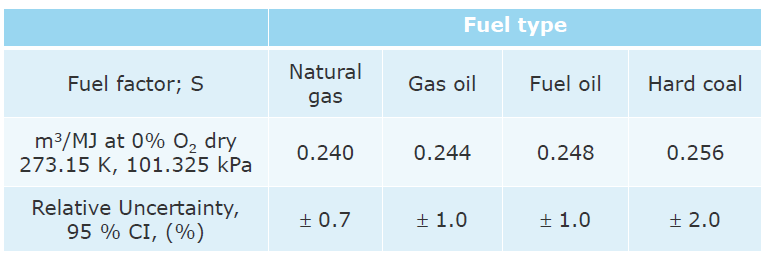 Fuel type
Fuel factor; S
Natural
gas
Gas oil
Fuel oil
Hard coal
m³/MJ at 0% O₂ dry
273.15 K, 101.325 kPa
0.240
0.244
0.248
0.256
Relative Uncertainty,
95 % CI, (%)
± 0.7
± 1.0
± 1.0
± 2.0